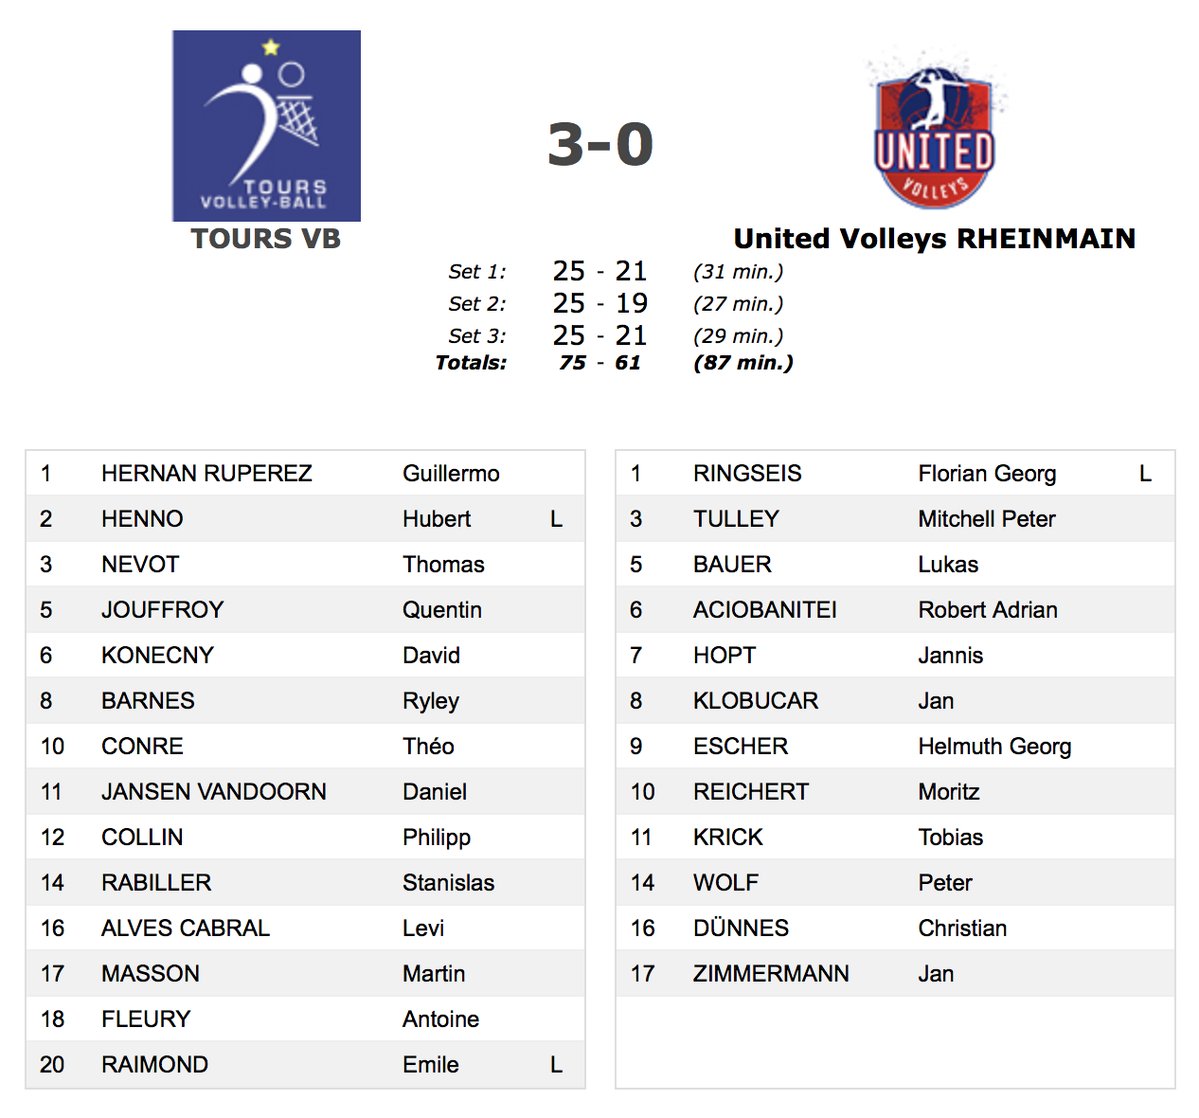 TOURS
VOLLEY-BALL
UNITED
VOLLEYS
3-0
TOURS VB
United Volleys RHEINMAIN
Set 1: 25 - 21 (31 min.)
Set 2: 25 - 19 (27 min.)
Set 3: 25 - 21 (29 min.)
Totals: 75 - 61 (87 min.)
1 HERNAN RUPEREZ Guillermo
2 HENNO Hubert L
3 NEVOT Thomas
5 JOUFFROY Quentin
6 KONECNY David
8 BARNES Ryley
10 CONRE Théo
11 JANSEN VANDOORN Daniel
12 COLLIN Philipp
14 RABILLER Stanislas
16 ALVES CABRAL Levi
17 MASSON Martin
18 FLEURY Antoine
20 RAIMOND Emile L
1 RINGSEIS Florian Georg L
3 TULLEY Mitchell Peter
5 BAUER Lukas
6 ACIOBANITEI Robert Adrian
7 HOPT Jannis
8 KLOBUCAR Jan
9 ESCHER Helmuth Georg
10 REICHERT Moritz
11 KRICK Tobias
14 WOLF Peter
16 DÜNNES Christian
17 ZIMMERMANN Jan